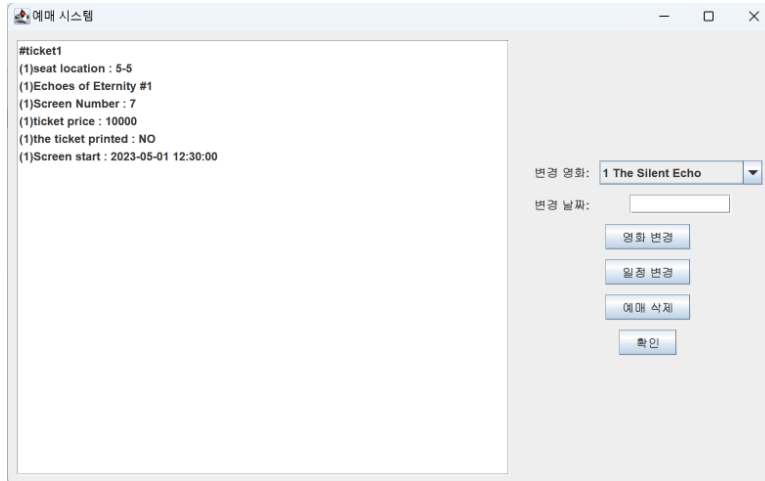 예매 시스템
#ticket1
(1)seat location : 5-5
(1)Echoes of Eternity #1
(1)Screen Number : 7
(1)ticket price : 10000
(1)the ticket printed : NO
(1)Screen start : 2023-05-01 12:30:00
변경 영화: 1 The Silent Echo
변경 날짜:
영화 변경
일정 변경
예매 삭제
확인